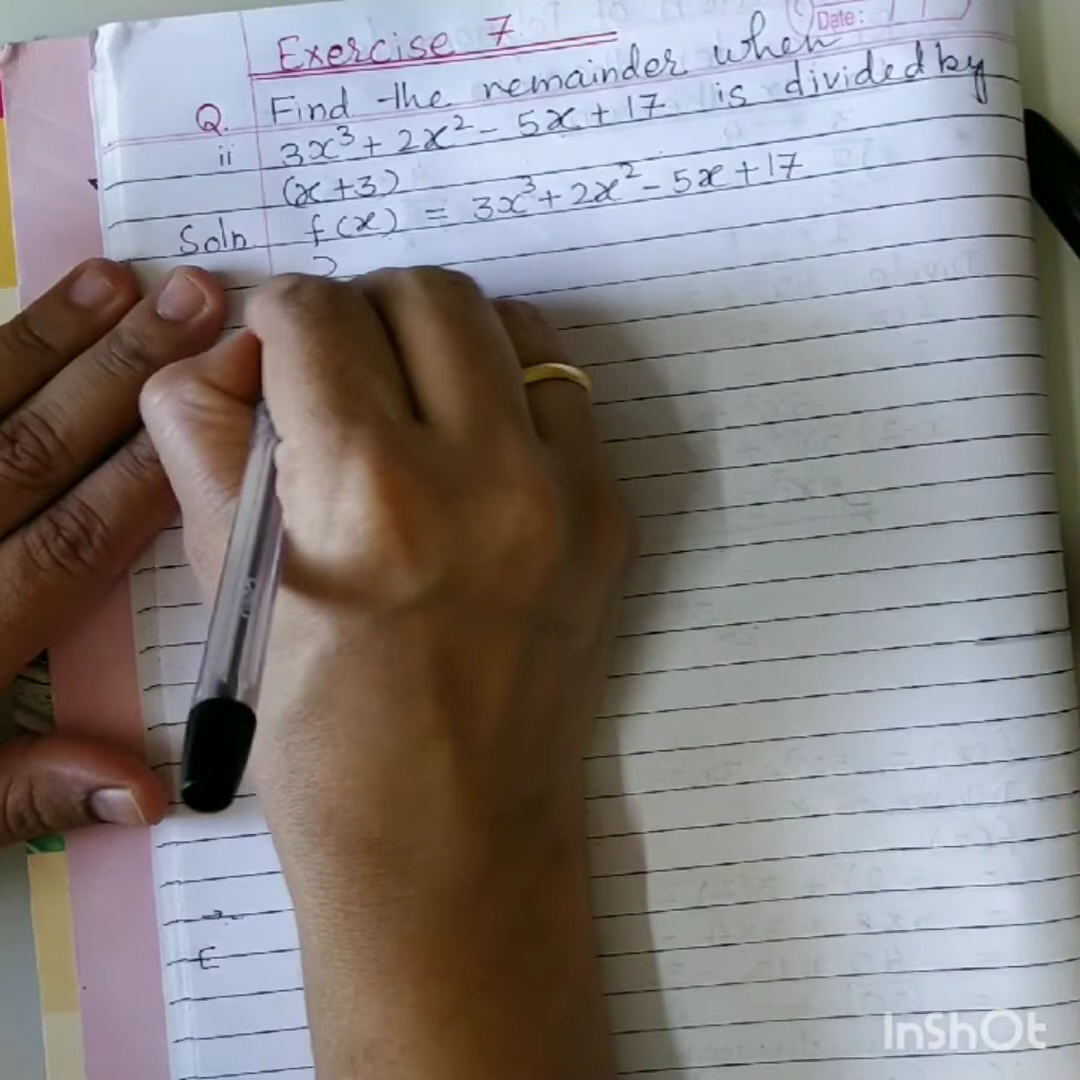 Date:
Exercise 7
Q. Find the remainder when
ii 3x³ + 2x² - 5x + 17 is divided by
(x + 3)
Soln f(x) = 3x³ + 2x² - 5x + 17
InShOt